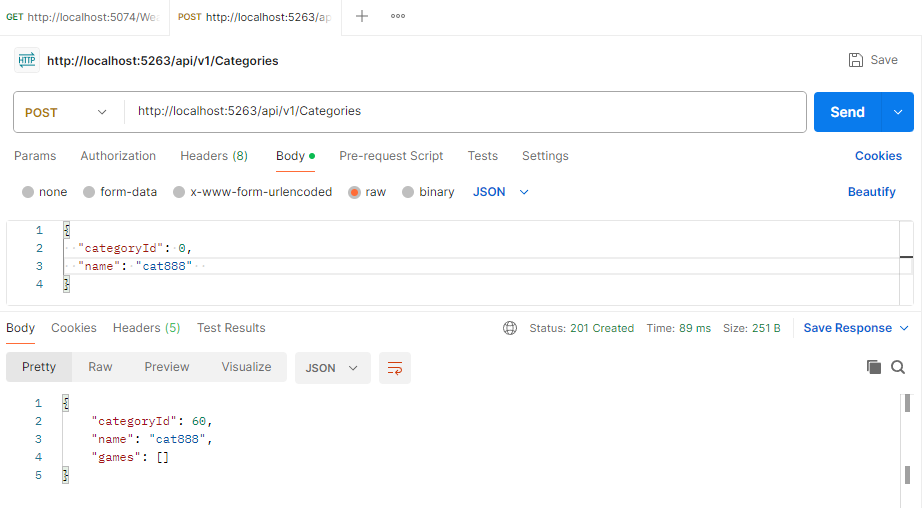 GET http://localhost:5074/Wea
POST http://localhost:5263/ap
HTTP http://localhost:5263/api/v1/Categories Save
POST http://localhost:5263/api/v1/Categories Send
Params Authorization Headers (8) Body Pre-request Script Tests Settings Cookies
none form-data x-www-form-urlencoded raw binary JSON Beautify
1 {
2 "categoryId": 0,
3 "name": "cat888"
4 }
Body Cookies Headers (5) Test Results Status: 201 Created Time: 89 ms Size: 251 B Save Response
Pretty Raw Preview Visualize JSON
1 {
2 "categoryId": 60,
3 "name": "cat888",
4 "games": []
5 }